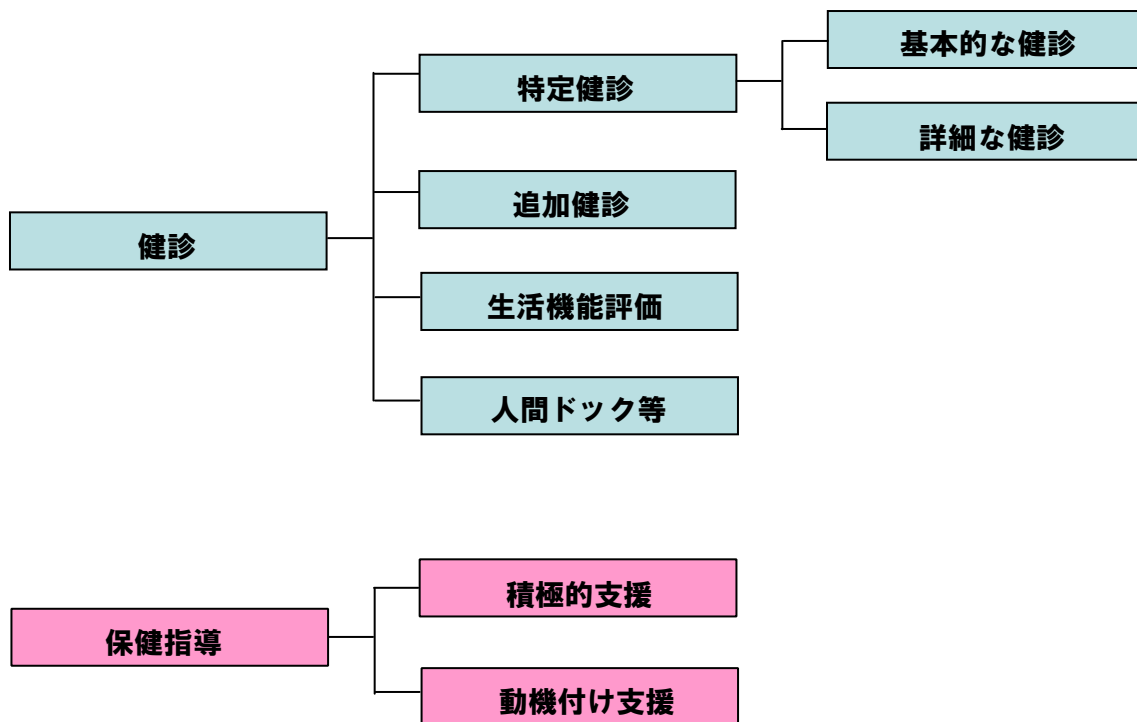 基本的な健診
特定健診
詳細な健診
追加健診
健診
生活機能評価
人間ドック等
積極的支援
保健指導
動機付け支援